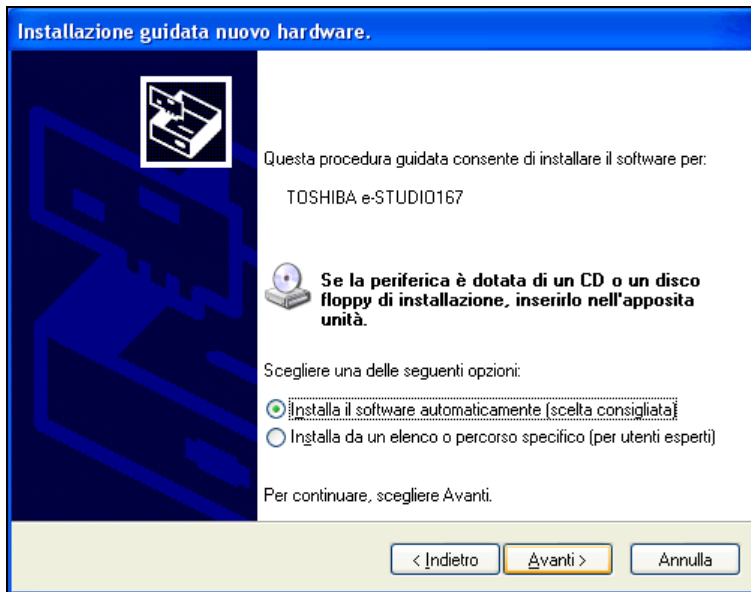 Installazione guidata nuovo hardware.
Questa procedura guidata consente di installare il software per:
TOSHIBA e-STUDIO167
Se la periferica è dotata di un CD o un disco
floppy di installazione, inserirlo nell'apposita
unità.
Scegliere una delle seguenti opzioni:
Installa il software automaticamente (scelta consigliata)
Installa da un elenco o percorso specifico (per utenti esperti)
Per continuare, scegliere Avanti.
< Indietro
Avanti >
Annulla